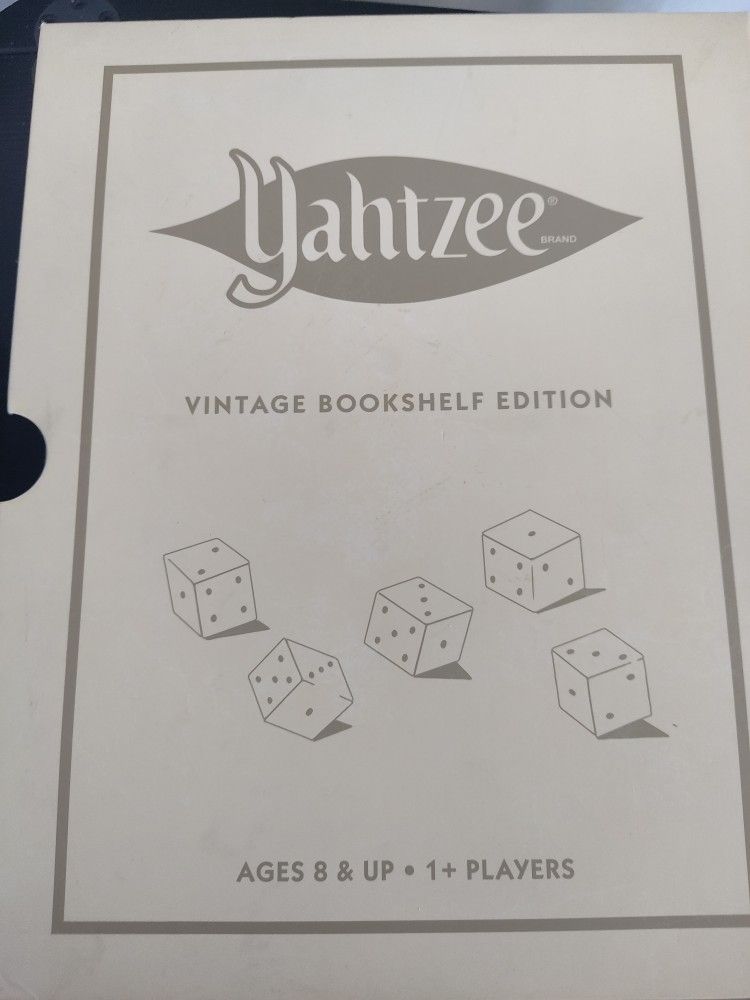 Yahtzee®
BRAND
VINTAGE BOOKSHELF EDITION
AGES 8 & UP • 1+ PLAYERS